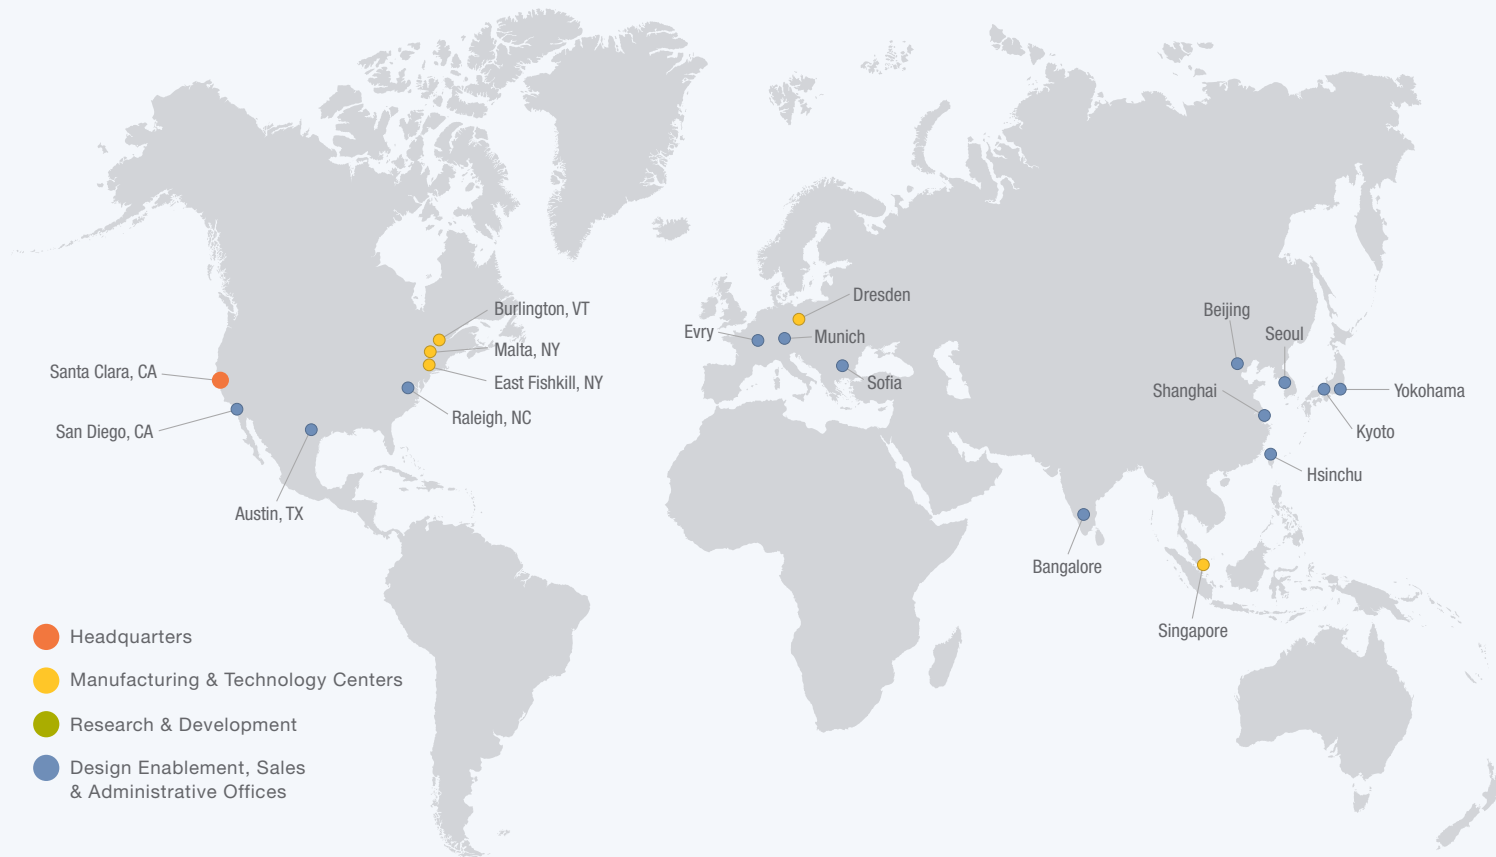 Burlington, VT
Malta, NY
East Fishkill, NY
Santa Clara, CA
San Diego, CA
Raleigh, NC
Austin, TX
Dresden
Evry
Munich
Sofia
Beijing
Seoul
Shanghai
Yokohama
Kyoto
Hsinchu
Bangalore
Singapore
Headquarters
Manufacturing & Technology Centers
Research & Development
Design Enablement, Sales
& Administrative Offices